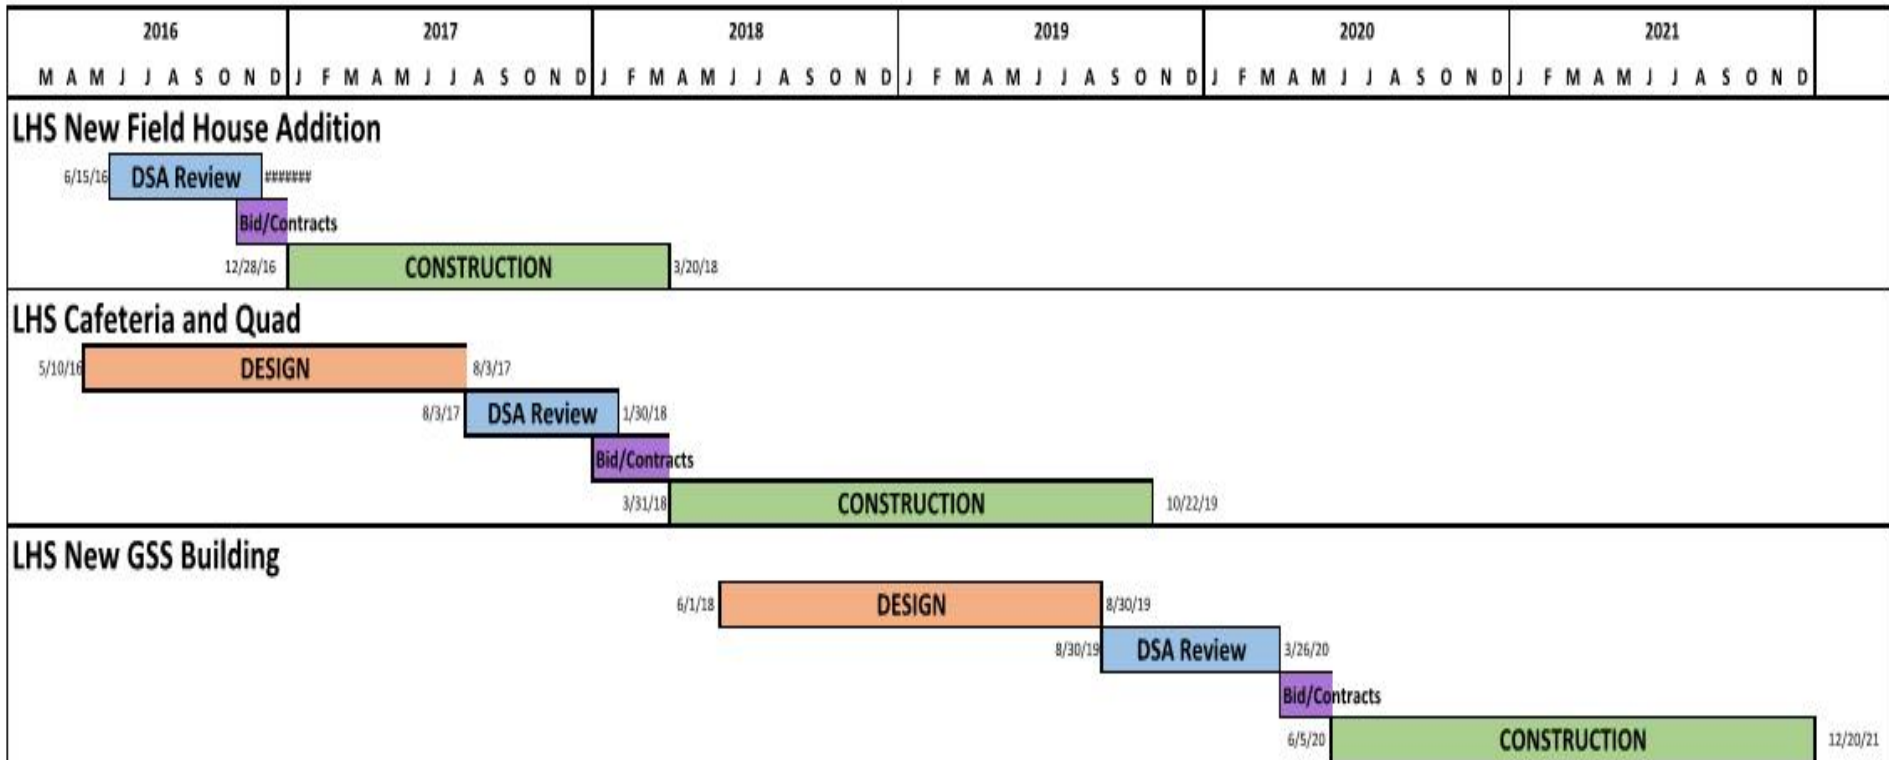 2016 2017 2018 2019 2020 2021
M A M J J A S O N D J F M A M J J A S O N D J F M A M J J A S O N D J F M A M J J A S O N D J F M A M J J A S O N D J F M A M J J A S O N D
LHS New Field House Addition
6/15/16 DSA Review #######
Bid/Contracts
12/28/16 CONSTRUCTION 3/20/18
LHS Cafeteria and Quad
5/10/16 DESIGN 8/3/17
8/3/17 DSA Review 1/30/18
Bid/Contracts
3/31/18 CONSTRUCTION 10/22/19
LHS New GSS Building
6/1/18 DESIGN 8/30/19
8/30/19 DSA Review 3/26/20
Bid/Contracts
6/5/20 CONSTRUCTION 12/20/21